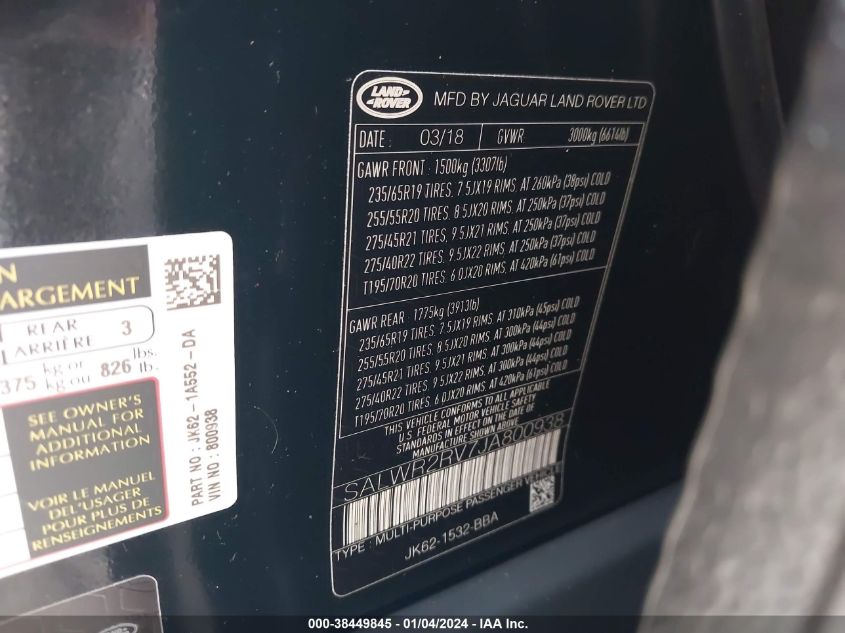 N
ARGEMENT
REAR 3
ARRIÈRE
375 kg or 826 lbs.
kg ou lb.
SEE OWNER'S
MANUAL FOR
ADDITIONAL
INFORMATION
VOIR LE MANUEL
DEL'USAGER
POUR PLUS DE
RENSEIGNEMENTS
PART NO : JK62-1A552-DA
VIN NO : 800938
LAND ROVER MFD BY JAGUAR LAND ROVER LTD
DATE : 03/18 GVWR 3000kg (6614lb)
GAWR FRONT : 1500kg (3307lb)
235/65R19 TIRES, 7.5JX19 RIMS, AT 260kPa (38psi) COLD
255/55R20 TIRES, 8.5JX20 RIMS, AT 250kPa (37psi) COLD
275/45R21 TIRES, 9.5JX21 RIMS, AT 250kPa (37psi) COLD
275/40R22 TIRES, 9.5JX22 RIMS, AT 250kPa (37psi) COLD
T195/70R20 TIRES, 6.0JX20 RIMS, AT 420kPa (61psi) COLD
GAWR REAR : 1775kg (3913lb)
235/65R19 TIRES, 7.5JX19 RIMS, AT 310kPa (45psi) COLD
255/55R20 TIRES, 8.5JX20 RIMS, AT 300kPa (44psi) COLD
275/45R21 TIRES, 9.5JX21 RIMS, AT 300kPa (44psi) COLD
275/40R22 TIRES, 9.5JX22 RIMS, AT 300kPa (44psi) COLD
T195/70R20 TIRES, 6.0JX20 RIMS, AT 420kPa (61psi) COLD
THIS VEHICLE CONFORMS TO ALL APPLICABLE
U.S. FEDERAL MOTOR VEHICLE SAFETY
STANDARDS IN EFFECT ON THE DATE OF
MANUFACTURE SHOWN ABOVE
SALWR2RV7JA800938
TYPE : MULTI-PURPOSE PASSENGER VEHICLE
JK62-1532-BBA
000-38449845 - 01/04/2024 - IAA Inc.